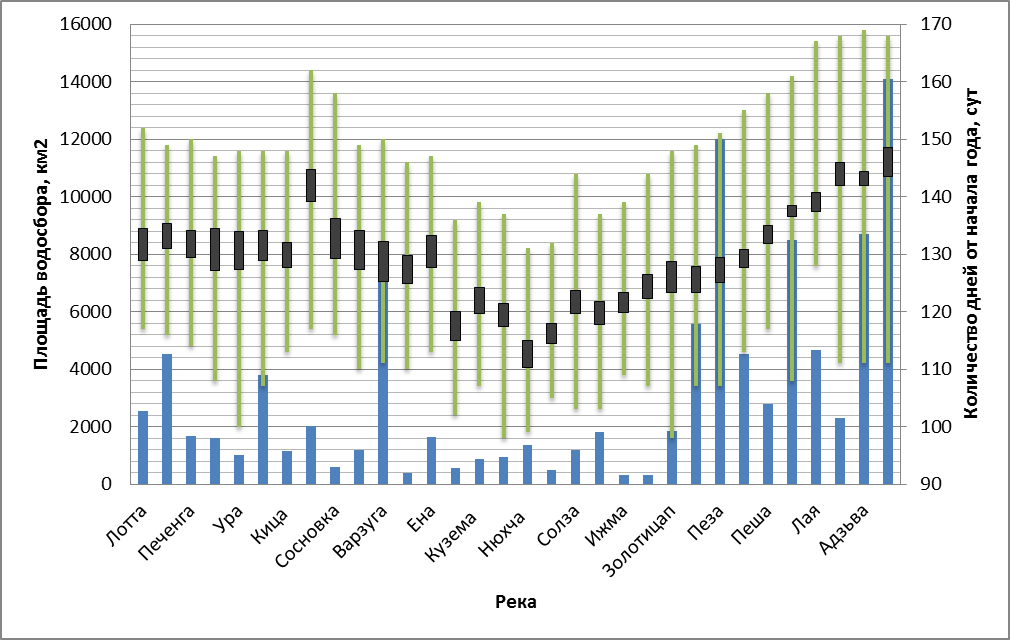 16000
14000
12000
10000
8000
6000
4000
2000
0
Площадь водосбора, км2
170
160
150
140
130
120
110
100
90
Количество дней от начала года, сут
Лотта
Печенга
Ура
Кица
Сосновка
Варзуга
Ена
Кузема
Нюхча
Солза
Ижма
Золотицап
Пеза
Пеша
Лая
Адзьва
Река